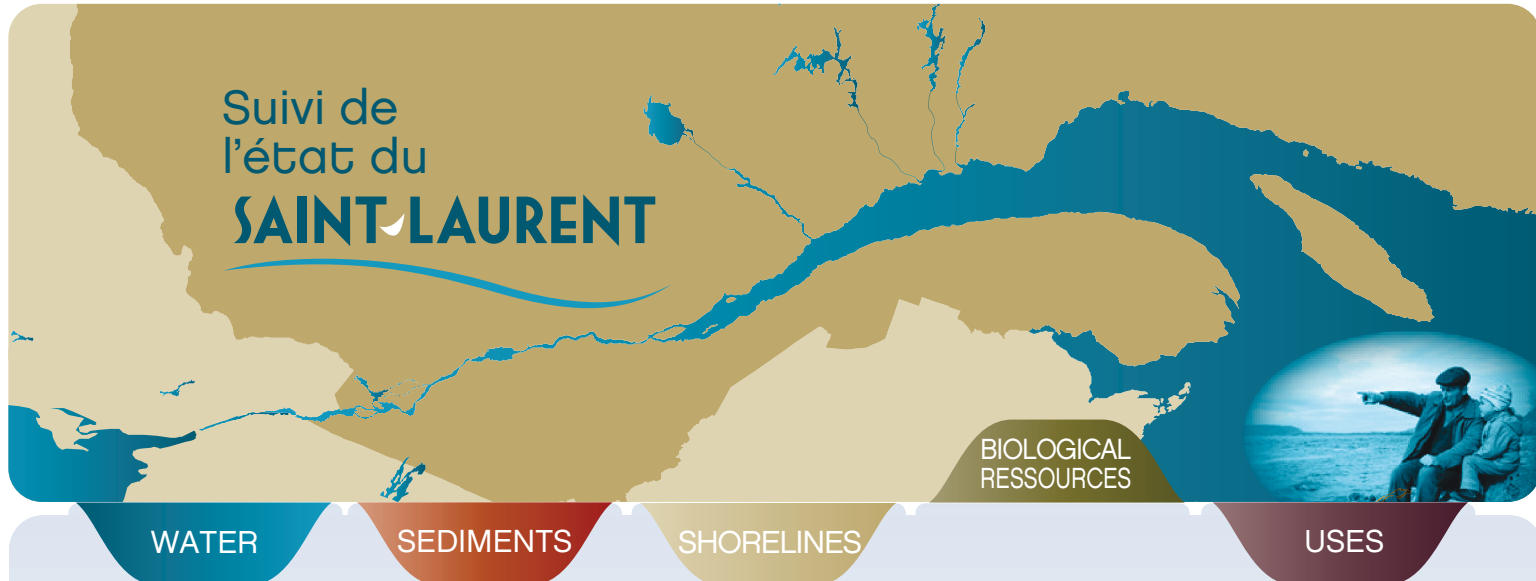 Suivi de
l'état du
SAINT-LAURENT
BIOLOGICAL
RESSOURCES
WATER
SEDIMENTS
SHORELINES
USES